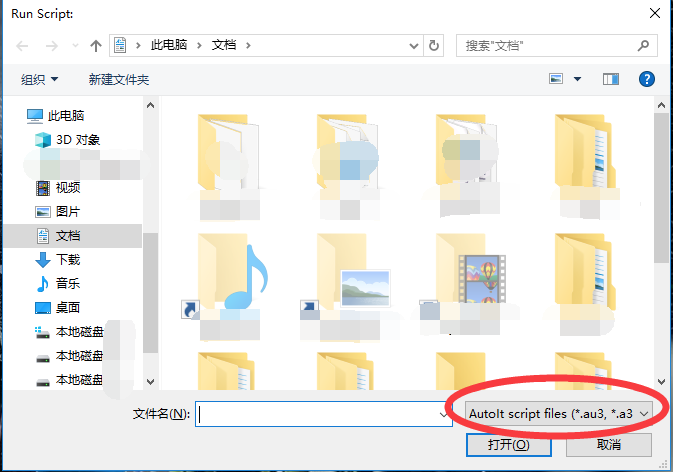 Run Script:
此电脑 文档
搜索"文档"
组织 新建文件夹
此电脑
3D 对象
视频
图片
文档
下载
音乐
桌面
本地磁盘
本地磁盘
本地磁盘
文件名(N):
AutoIt script files (*.au3, *.a3
打开(O) 取消